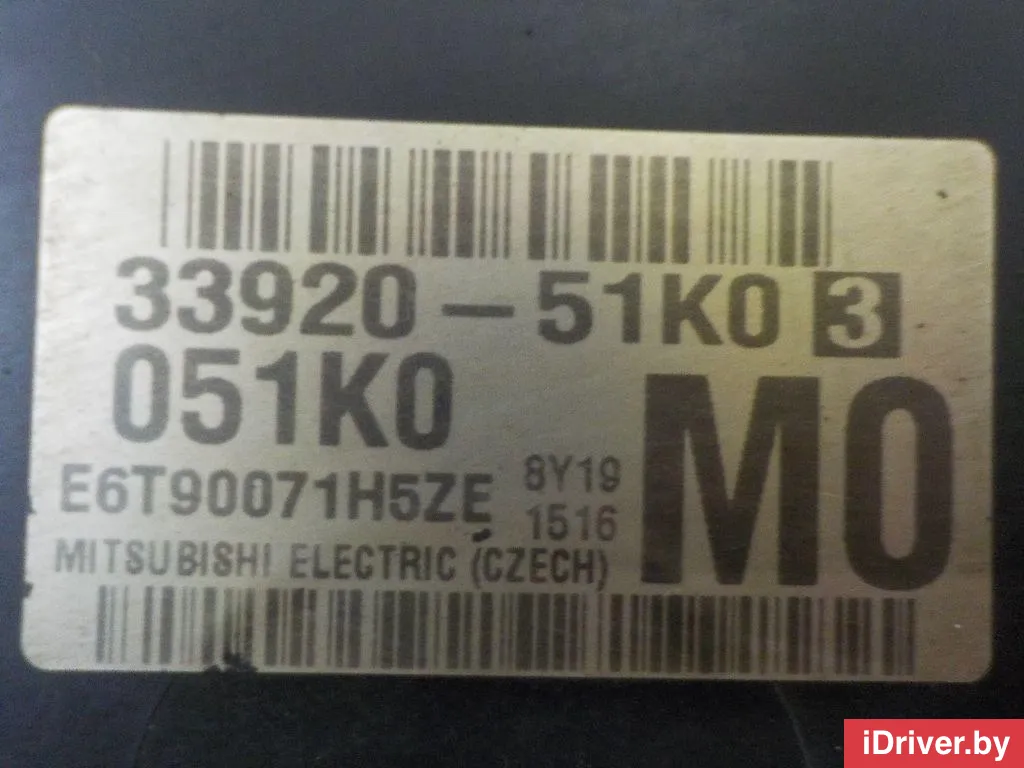 33920-51K0 3
051K0
M0
E6T90071H5ZE
8Y19
1516
MITSUBISHI ELECTRIC (CZECH)
iDriver.by